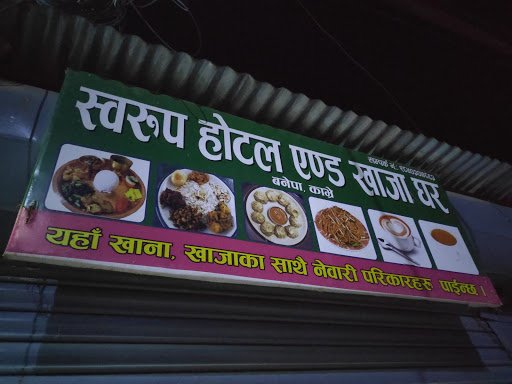 स्वरूप होटल एण्ड खाजा घर
बनेपा, काभ्रे
यहाँ खाना, खाजाका साथै नेवारी परिकारहरू पाईन्छ ।